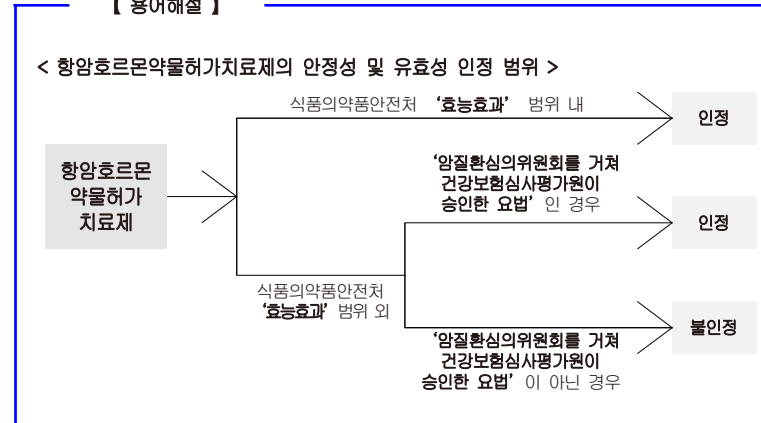 【 용어해설 】
< 항암호르몬약물허가치료제의 안정성 및 유효성 인정 범위 >
식품의약품안전처 ‘효능효과’ 범위 내
인정
항암호르몬
약물허가
치료제
‘암질환심의위원회를 거쳐
건강보험심사평가원이
승인한 요법’ 인 경우
인정
식품의약품안전처
‘효능효과’ 범위 외
불인정
‘암질환심의위원회를 거쳐
건강보험심사평가원이
승인한 요법’ 이 아닌 경우